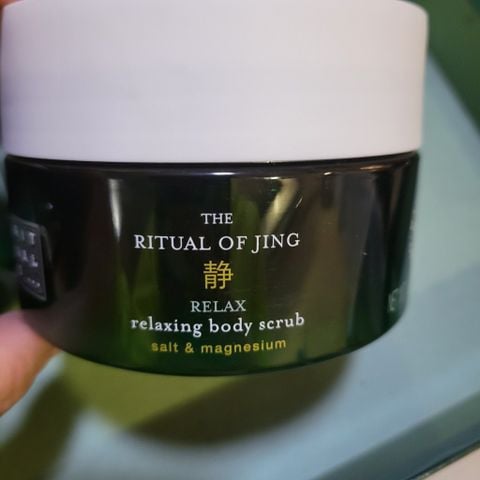 THE
RITUAL OF JING
静
RELAX
relaxing body scrub
salt & magnesium